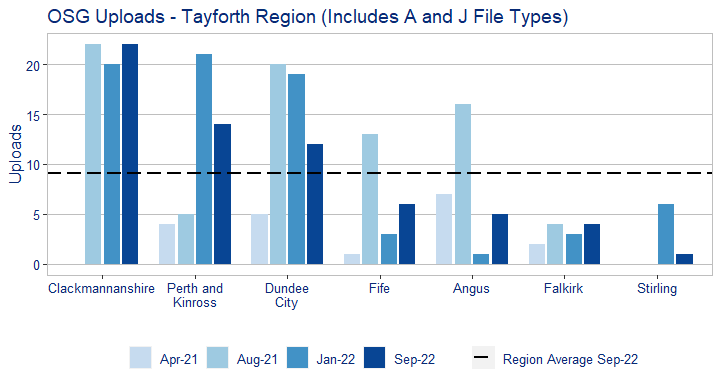 OSG Uploads - Tayforth Region (Includes A and J File Types)
Uploads
20
15
10
5
0
Clackmannanshire Perth and Kinross Dundee City Fife Angus Falkirk Stirling
Apr-21 Aug-21 Jan-22 Sep-22 Region Average Sep-22